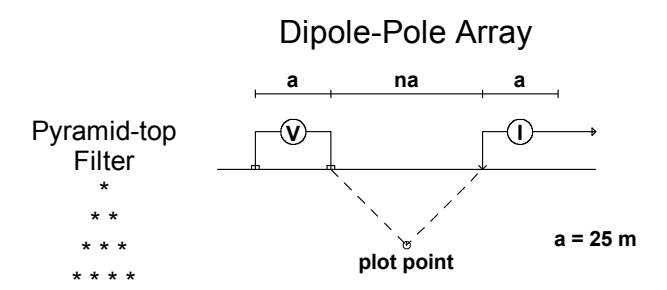 Dipole-Pole Array
a na a
Pyramid-top
Filter
*
* *
* * *
* * * *
V I
a = 25 m
plot point